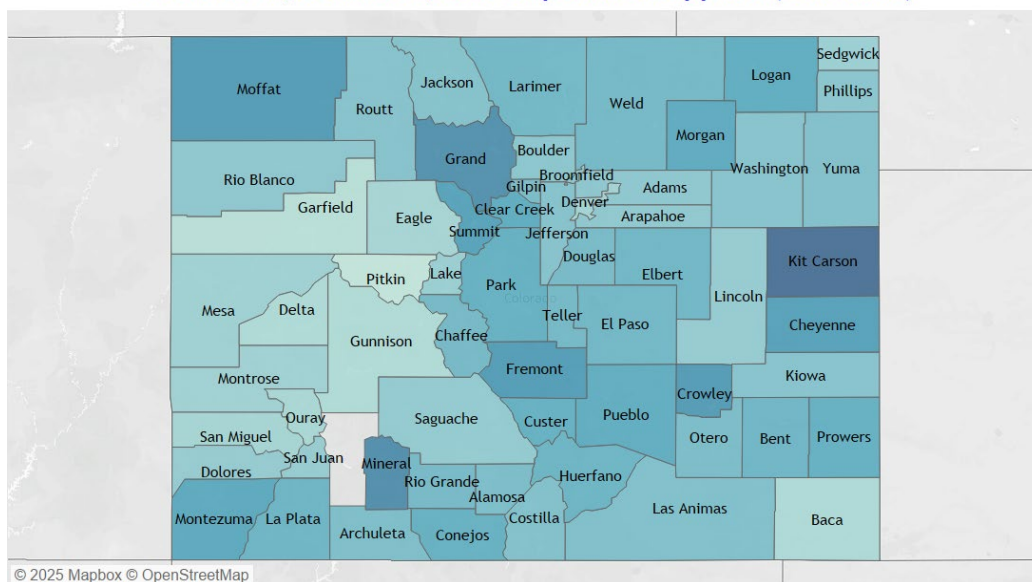 Moffat
Routt
Jackson
Larimer
Weld
Logan
Sedgwick
Phillips
Morgan
Grand
Boulder
Broomfield
Washington
Yuma
Rio Blanco
Garfield
Eagle
Gilpin
Clear Creek
Summit
Denver
Adams
Arapahoe
Jefferson
Douglas
Elbert
Kit Carson
Pitkin
Lake
Park
Colorado
Lincoln
Mesa
Delta
Gunnison
Chaffee
Teller
El Paso
Cheyenne
Montrose
Fremont
Crowley
Kiowa
Ouray
Saguache
Custer
Pueblo
San Miguel
Otero
Bent
Prowers
Dolores
San Juan
Mineral
Rio Grande
Alamosa
Huerfano
Montezuma
La Plata
Archuleta
Conejos
Costilla
Las Animas
Baca
© 2025 Mapbox © OpenStreetMap